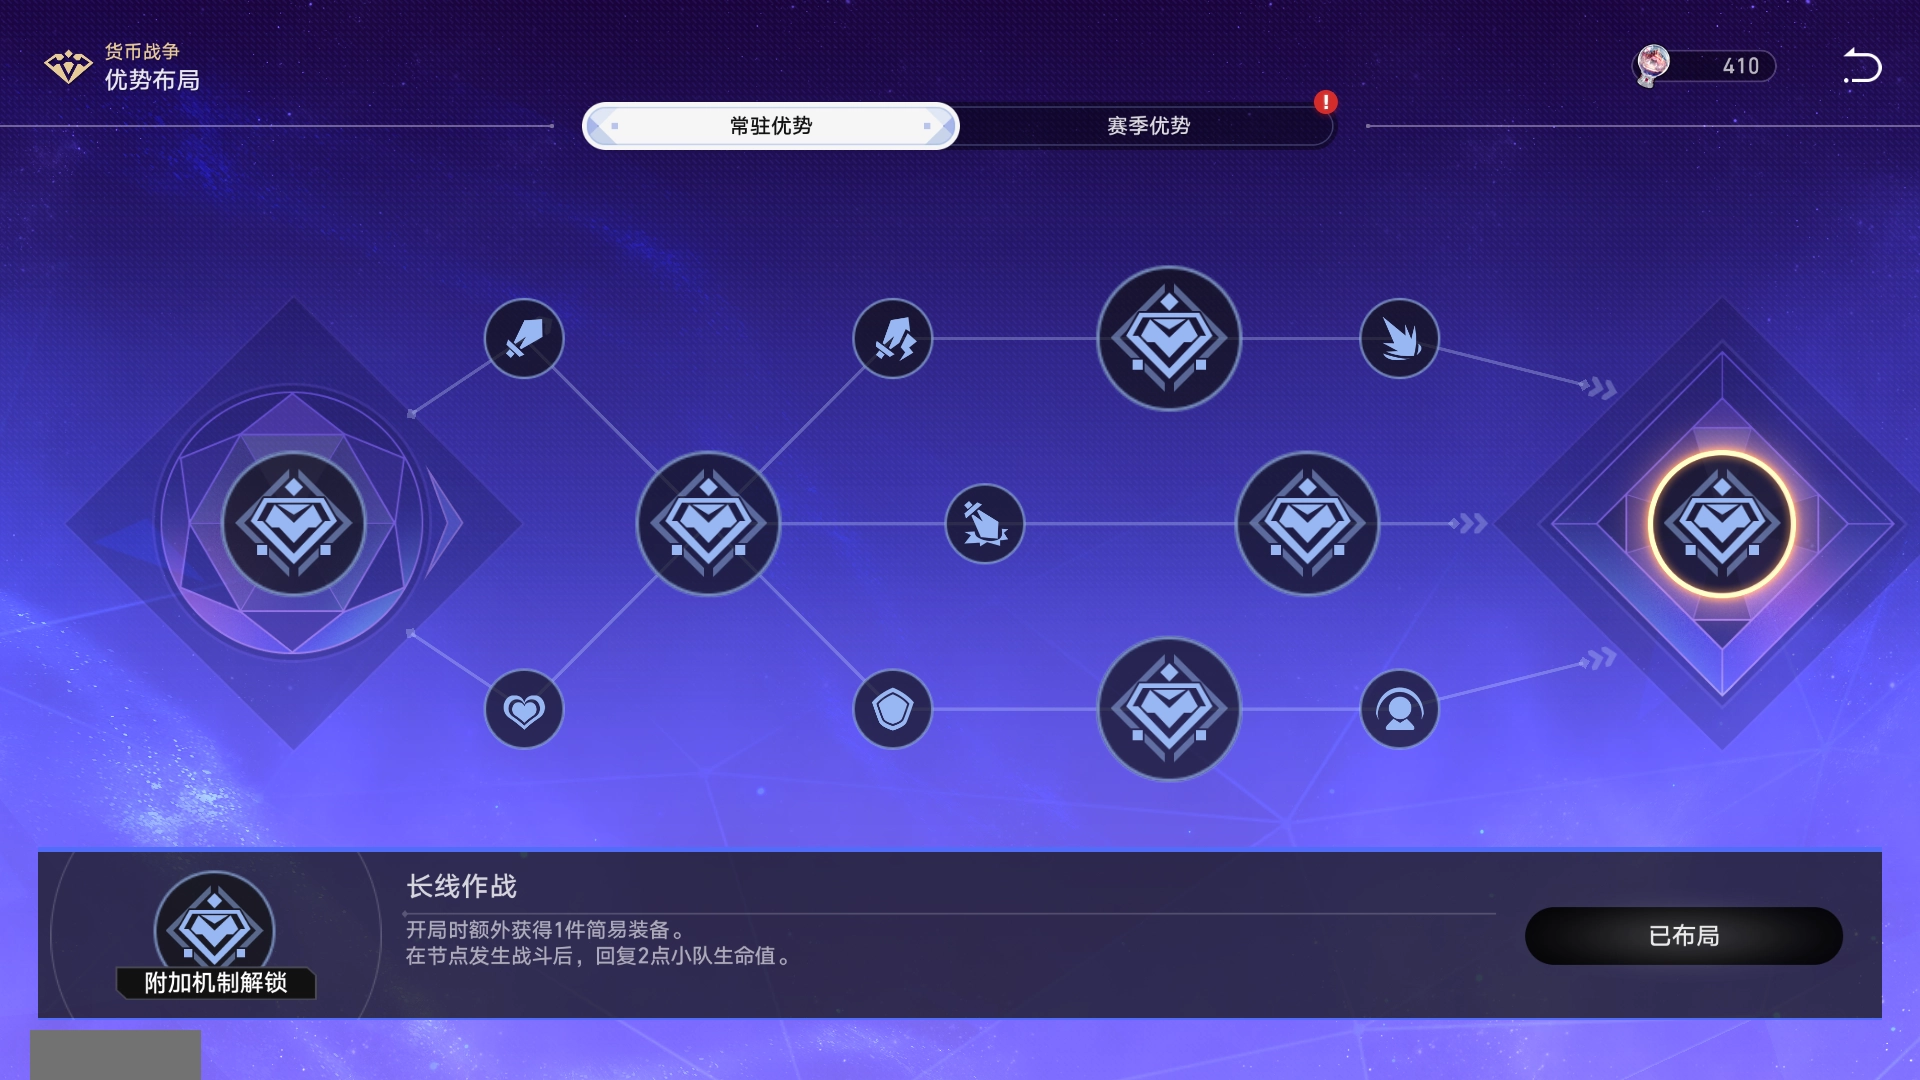 货币战争
优势布局
410
常驻优势
赛季优势
长线作战
开局时额外获得1件简易装备。
在节点发生战斗后，回复2点小队生命值。
附加机制解锁
已布局